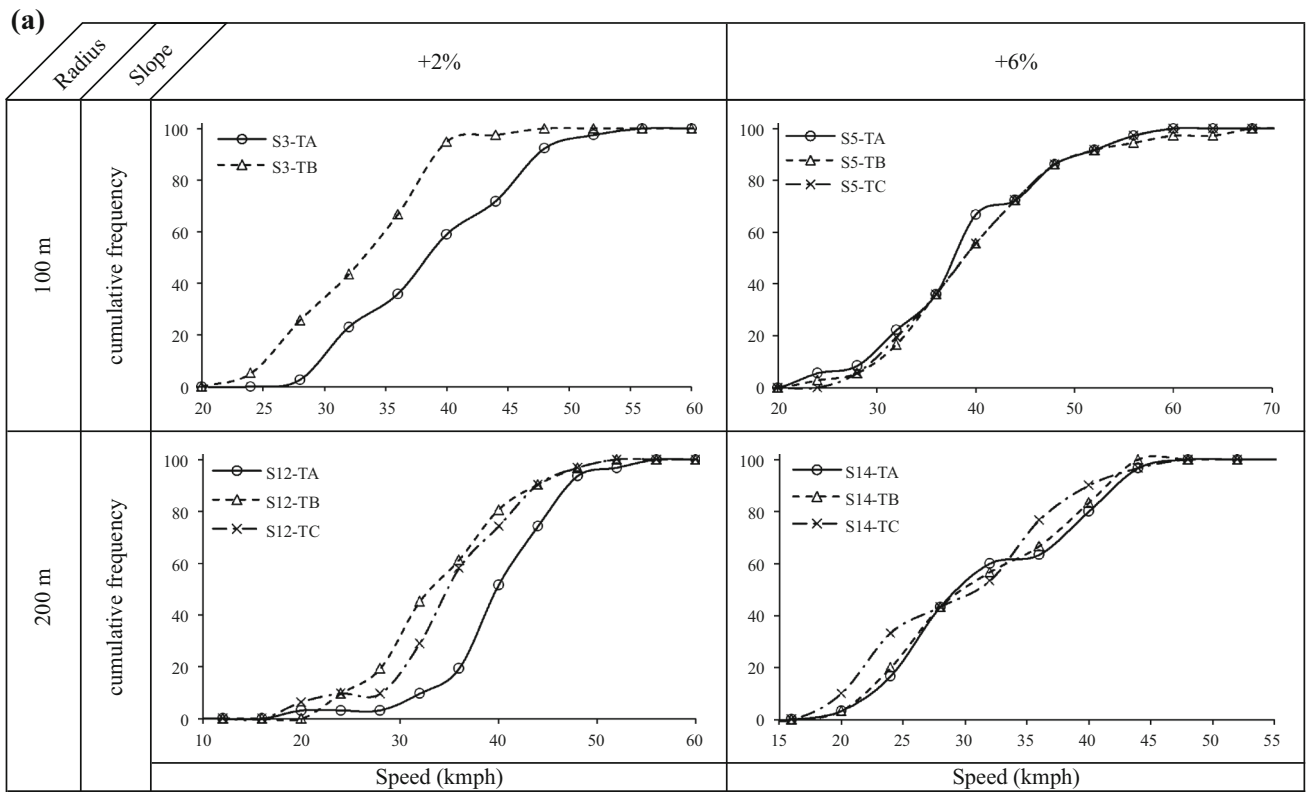 (a)
Radius
Slope
+2%
+6%
100 m
cumulative frequency
100
80
60
40
20
0
20 25 30 35 40 45 50 55 60
S3-TA
S3-TB
100
80
60
40
20
0
20 30 40 50 60 70
S5-TA
S5-TB
S5-TC
200 m
cumulative frequency
100
80
60
40
20
0
10 20 30 40 50 60
S12-TA
S12-TB
S12-TC
100
80
60
40
20
0
15 20 25 30 35 40 45 50 55
S14-TA
S14-TB
S14-TC
Speed (kmph)
Speed (kmph)